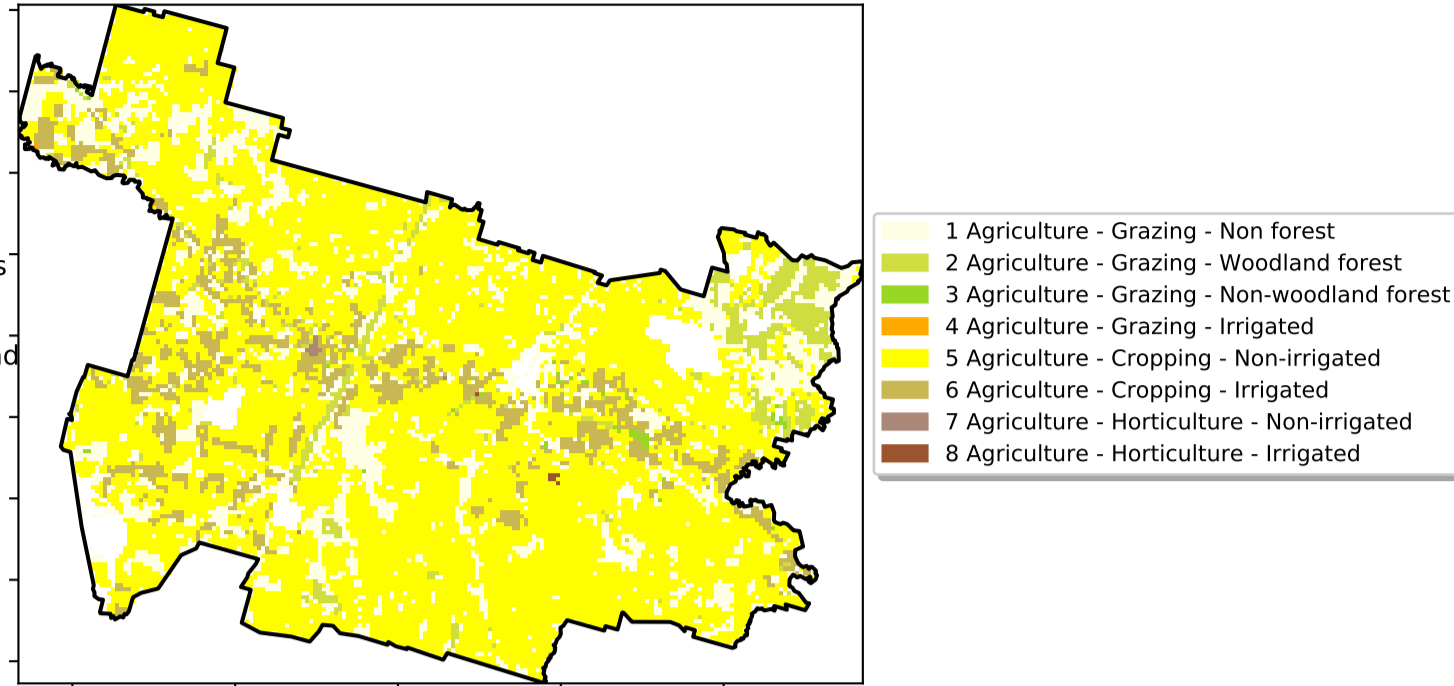 s
1 Agriculture - Grazing - Non forest
2 Agriculture - Grazing - Woodland forest
3 Agriculture - Grazing - Non-woodland forest
nd
4 Agriculture - Grazing - Irrigated
5 Agriculture - Cropping - Non-irrigated
6 Agriculture - Cropping - Irrigated
7 Agriculture - Horticulture - Non-irrigated
8 Agriculture - Horticulture - Irrigated